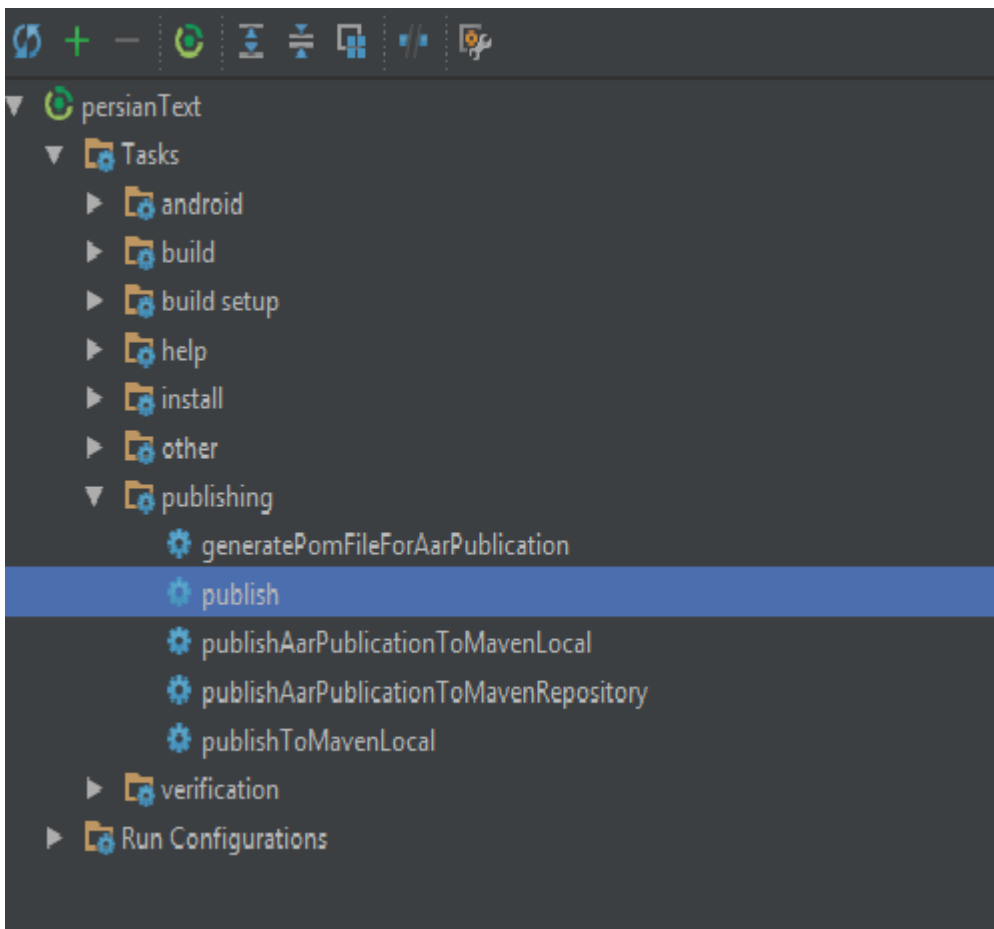 persianText
Tasks
android
build
build setup
help
install
other
publishing
generatePomFileForAarPublication
publish
publishAarPublicationToMavenLocal
publishAarPublicationToMavenRepository
publishToMavenLocal
verification
Run Configurations